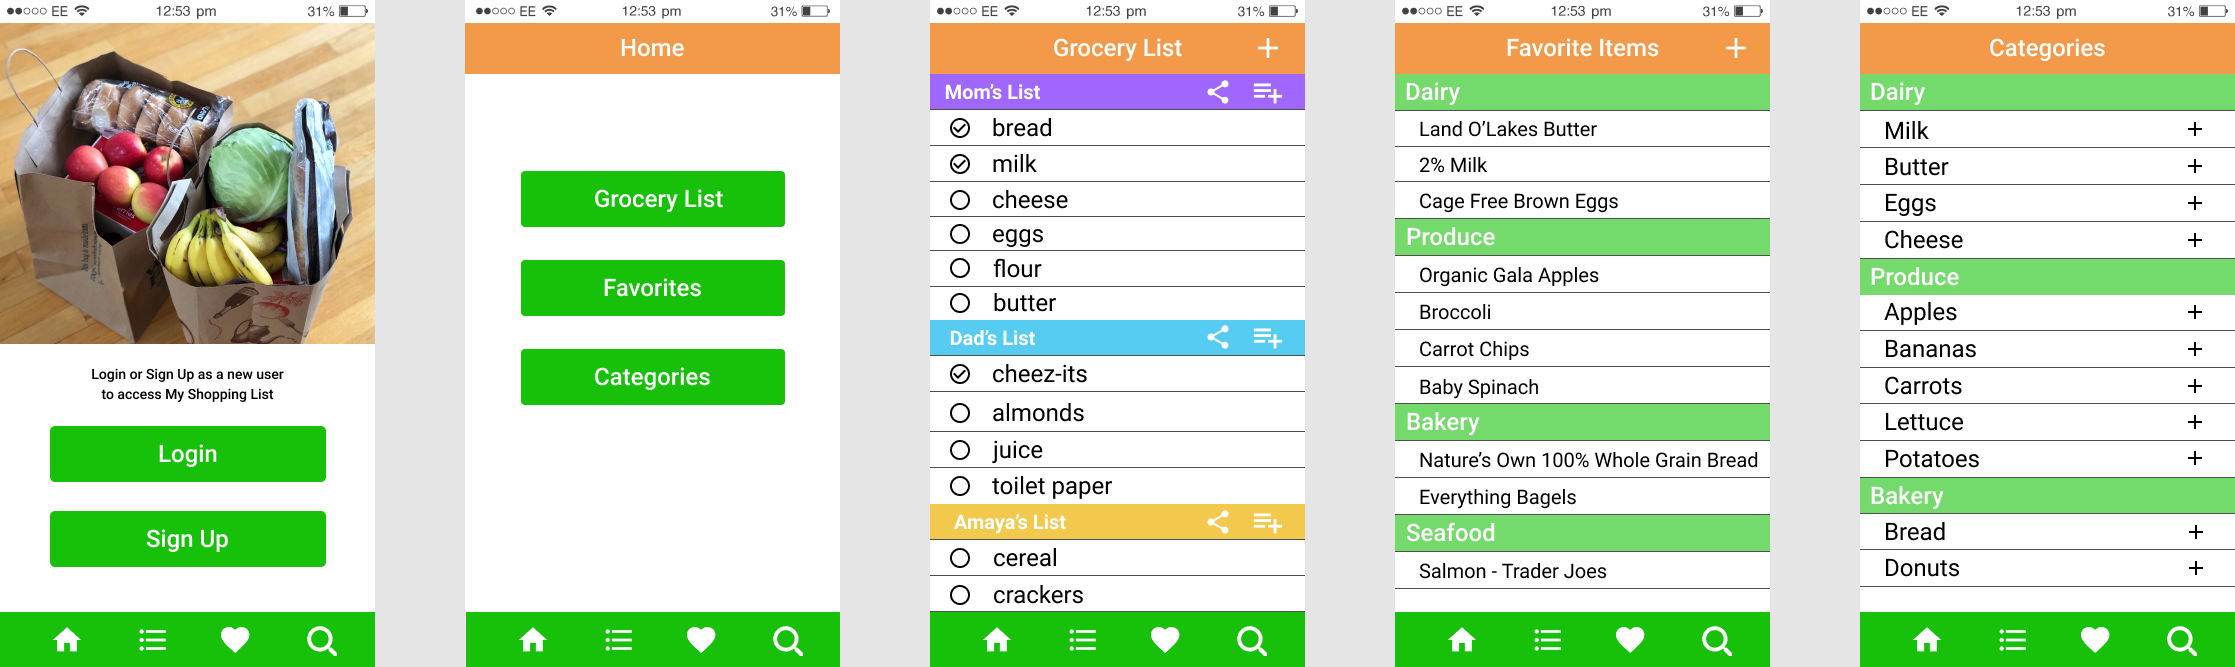 EE 12:53 pm 31%
Login or Sign Up as a new user
to access My Shopping List
Login
Sign Up
EE 12:53 pm 31%
Home
Grocery List
Favorites
Categories
EE 12:53 pm 31%
Grocery List +
Mom's List
bread
milk
cheese
eggs
flour
butter
Dad's List
cheez-its
almonds
juice
toilet paper
Amaya's List
cereal
crackers
EE 12:53 pm 31%
Favorite Items +
Dairy
Land O'Lakes Butter
2% Milk
Cage Free Brown Eggs
Produce
Organic Gala Apples
Broccoli
Carrot Chips
Baby Spinach
Bakery
Nature's Own 100% Whole Grain Bread
Everything Bagels
Seafood
Salmon - Trader Joes
EE 12:53 pm 31%
Categories
Dairy
Milk +
Butter +
Eggs +
Cheese +
Produce
Apples +
Bananas +
Carrots +
Lettuce +
Potatoes +
Bakery
Bread +
Donuts +